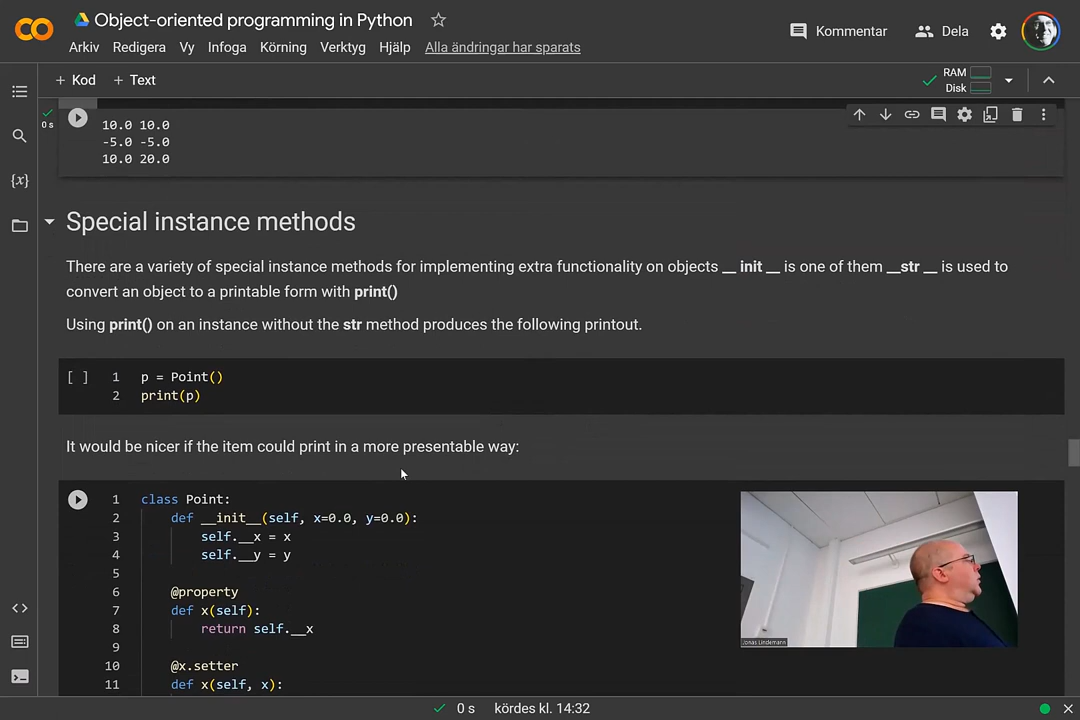 Object-oriented programming in Python
Arkiv Redigera Vy Infoga Körning Verktyg Hjälp Alla ändringar har sparats
Kommentar Dela
+ Kod + Text
RAM
Disk
0 s
10.0 10.0
-5.0 -5.0
10.0 20.0
Special instance methods
There are a variety of special instance methods for implementing extra functionality on objects __ init __ is one of them __str __ is used to
convert an object to a printable form with print()
Using print() on an instance without the str method produces the following printout.
[ ] 1 p = Point()
2 print(p)
It would be nicer if the item could print in a more presentable way:
1 class Point:
2 def __init__(self, x=0.0, y=0.0):
3 self.__x = x
4 self.__y = y
5
6 @property
7 def x(self):
8 return self.__x
9
10 @x.setter
11 def x(self, x):
Jonas Lindemann
0 s kördes kl. 14:32